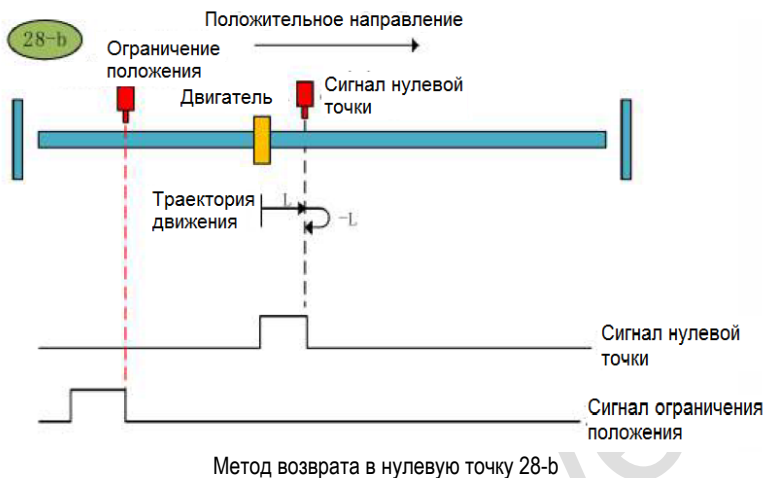 28-b
Положительное направление
Ограничение
положения
Двигатель
Сигнал нулевой
точки
Траектория
движения
L
-L
Сигнал нулевой
точки
Сигнал ограничения
положения
Метод возврата в нулевую точку 28-b